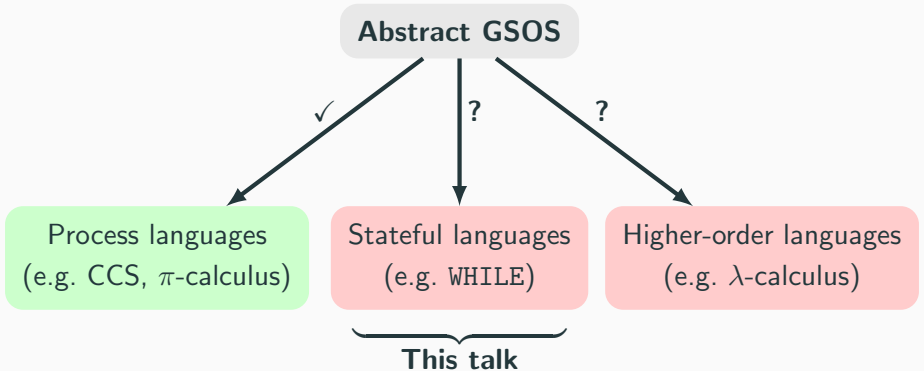 Abstract GSOS
✓ ? ?
Process languages
(e.g. CCS, π-calculus)
Stateful languages
(e.g. WHILE)
Higher-order languages
(e.g. λ-calculus)
This talk